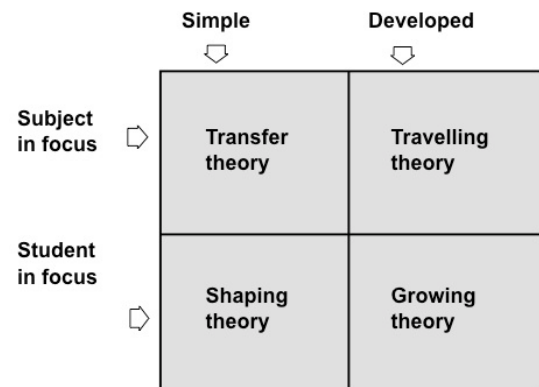 Simple Developed
Subject
in focus
Transfer
theory
Travelling
theory
Student
in focus
Shaping
theory
Growing
theory